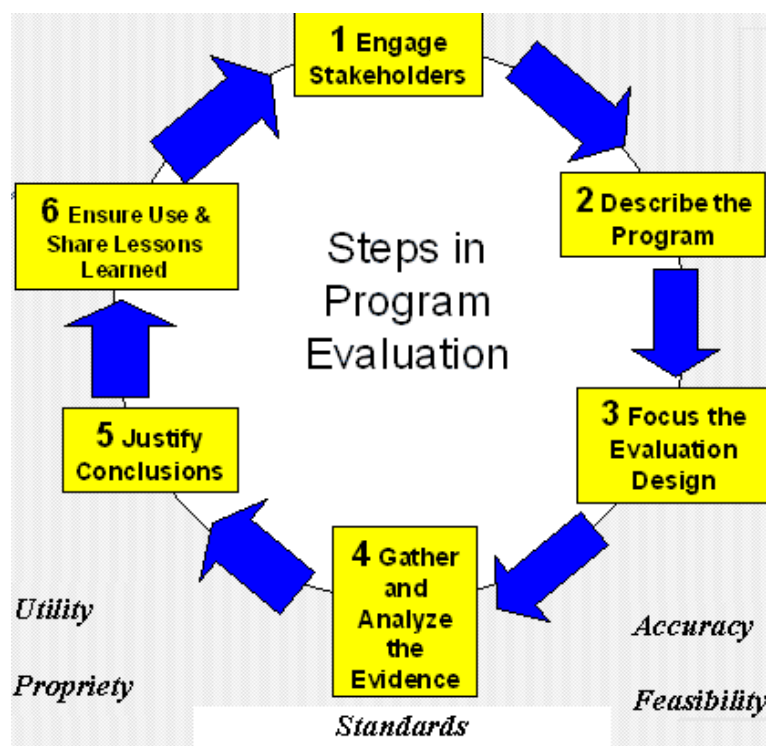 1 Engage
Stakeholders
2 Describe the
Program
3 Focus the
Evaluation
Design
4 Gather
and
Analyze
the
Evidence
5 Justify
Conclusions
6 Ensure Use &
Share Lessons
Learned
Steps in
Program
Evaluation
Utility
Propriety
Standards
Accuracy
Feasibility